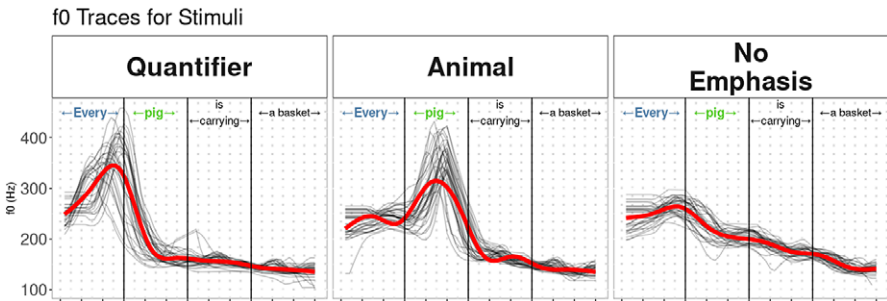 f0 Traces for Stimuli
Quantifier
Animal
No
Emphasis
←Every→
←pig→
is
←carrying→
←a basket→
←Every→
←pig→
is
←carrying→
←a basket→
←Every→
←pig→
is
←carrying→
←a basket→
f0 (Hz)
400
300
200
100